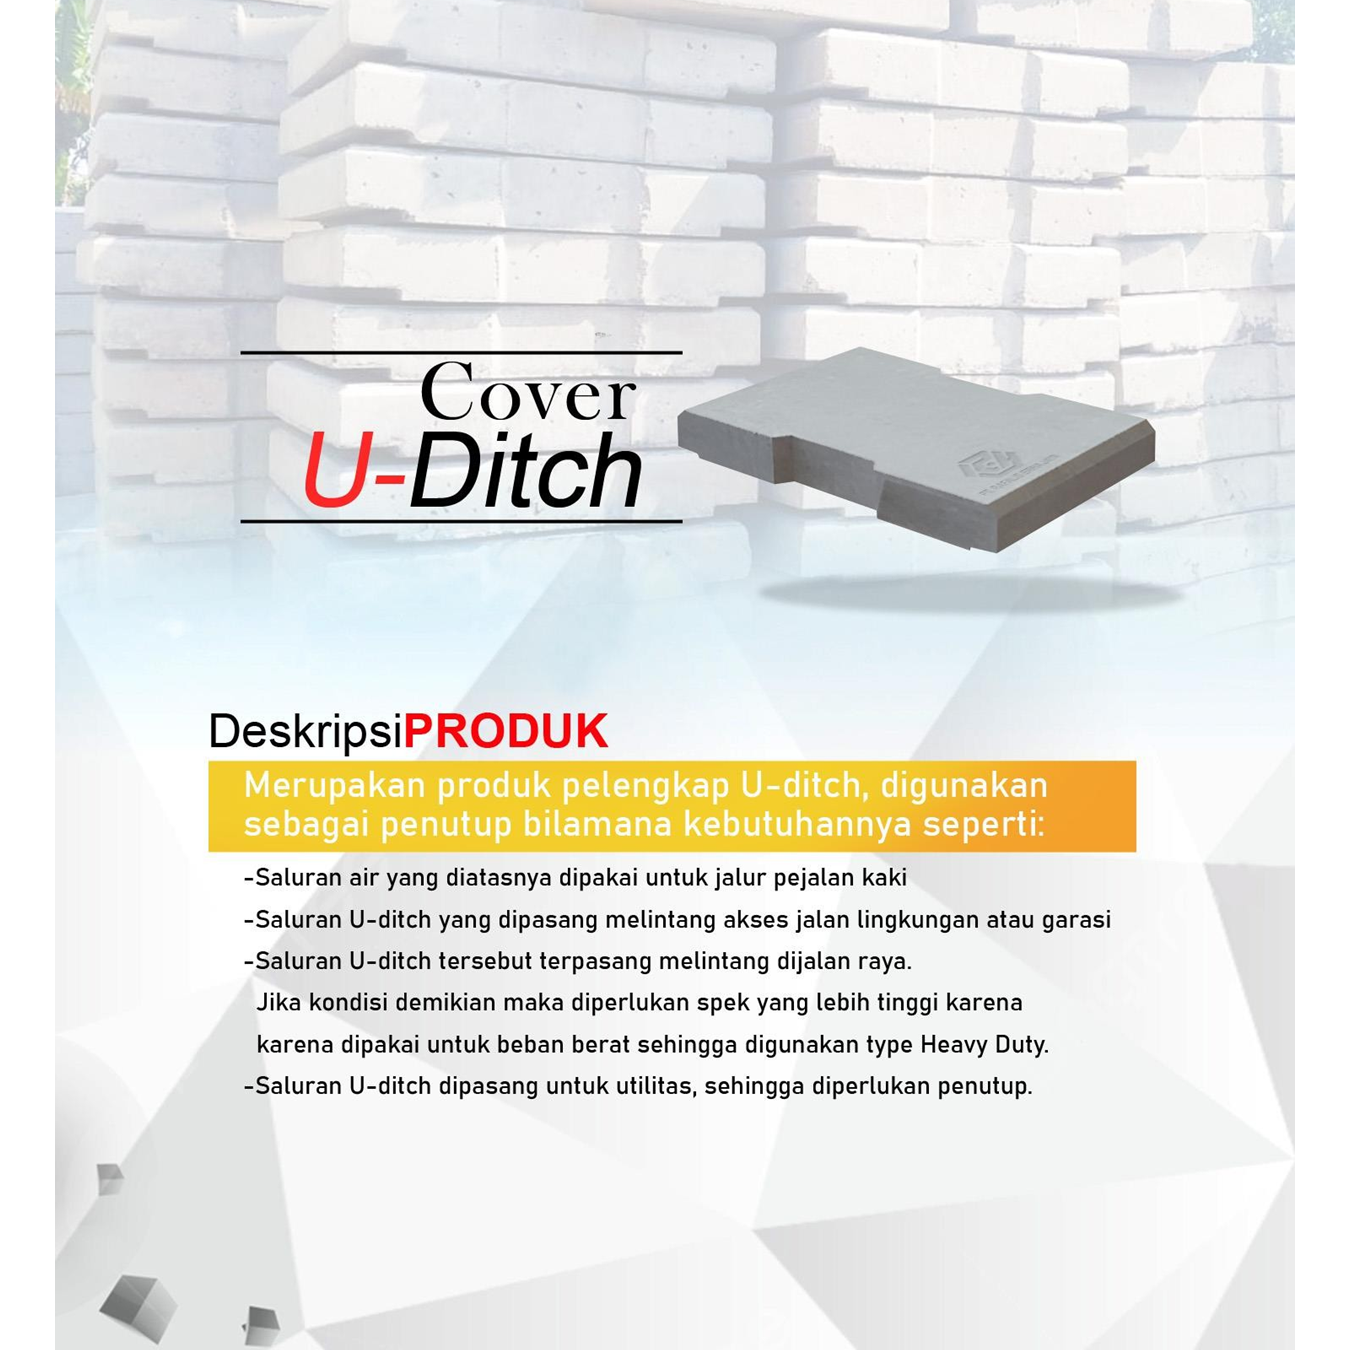 Cover
U-Ditch
DeskripsiPRODUK
Merupakan produk pelengkap U-ditch, digunakan
sebagai penutup bilamana kebutuhannya seperti:
-Saluran air yang diatasnya dipakai untuk jalur pejalan kaki
-Saluran U-ditch yang dipasang melintang akses jalan lingkungan atau garasi
-Saluran U-ditch tersebut terpasang melintang dijalan raya.
Jika kondisi demikian maka diperlukan spek yang lebih tinggi karena
karena dipakai untuk beban berat sehingga digunakan type Heavy Duty.
-Saluran U-ditch dipasang untuk utilitas, sehingga diperlukan penutup.